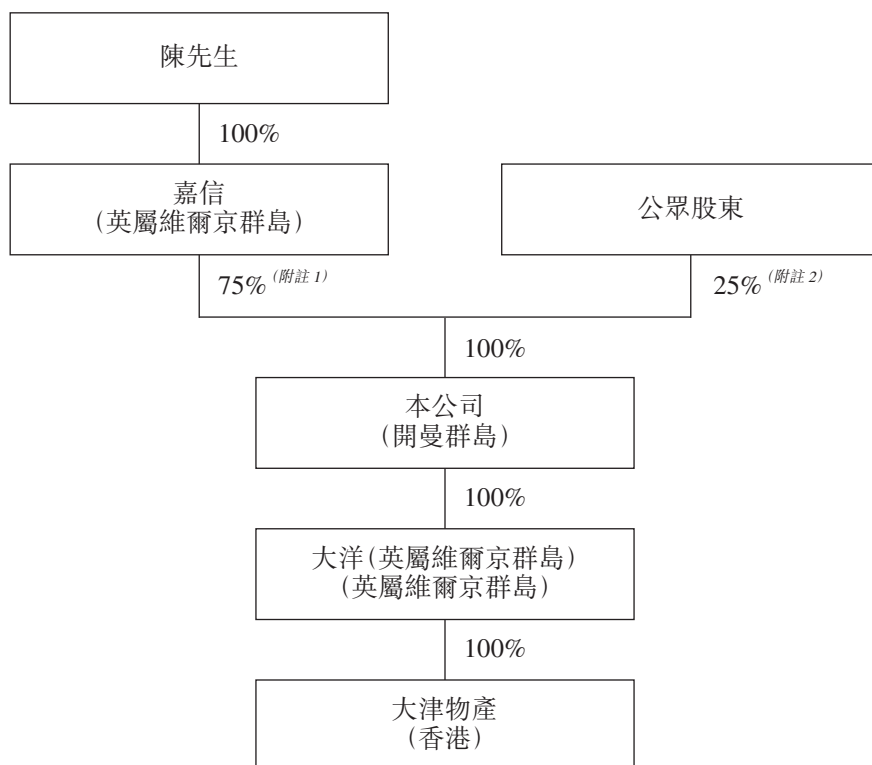 陳先生
100%
嘉信
(英屬維爾京群島)
公眾股東
75% (附註 1)
25% (附註 2)
100%
本公司
(開曼群島)
100%
大洋(英屬維爾京群島)
(英屬維爾京群島)
100%
大津物產
(香港)